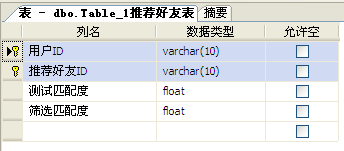 表 - dbo.Table_1推荐好友表 摘要
列名 数据类型 允许空
用户ID varchar(10)
推荐好友ID varchar(10)
测试匹配度 float
筛选匹配度 float